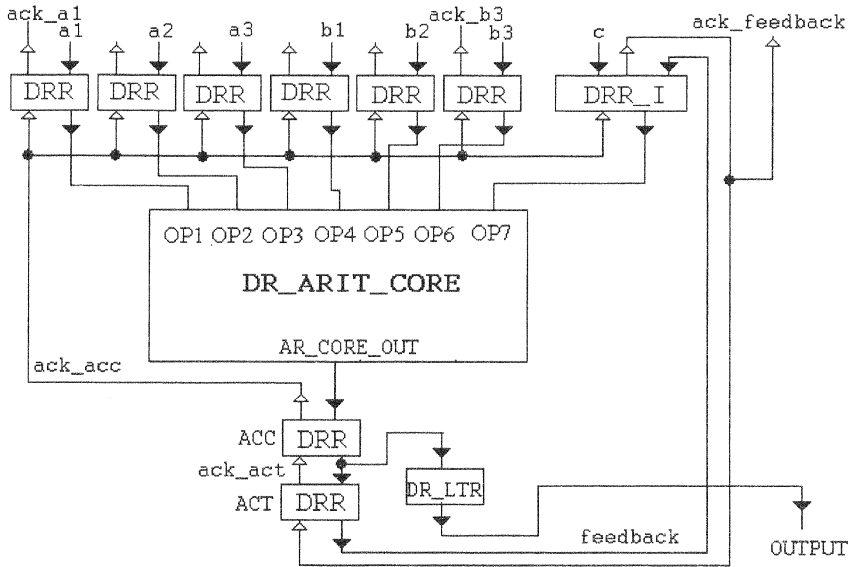 ack_a1
a1
a2
a3
b1
b2
ack_b3
b3
c
ack_feedback
DRR
DRR
DRR
DRR
DRR
DRR
DRR_I
OP1 OP2 OP3 OP4 OP5 OP6 OP7
DR_ARIT_CORE
AR_CORE_OUT
ack_acc
ACC
DRR
ack_act
ACT
DRR
DR_LTR
feedback
OUTPUT